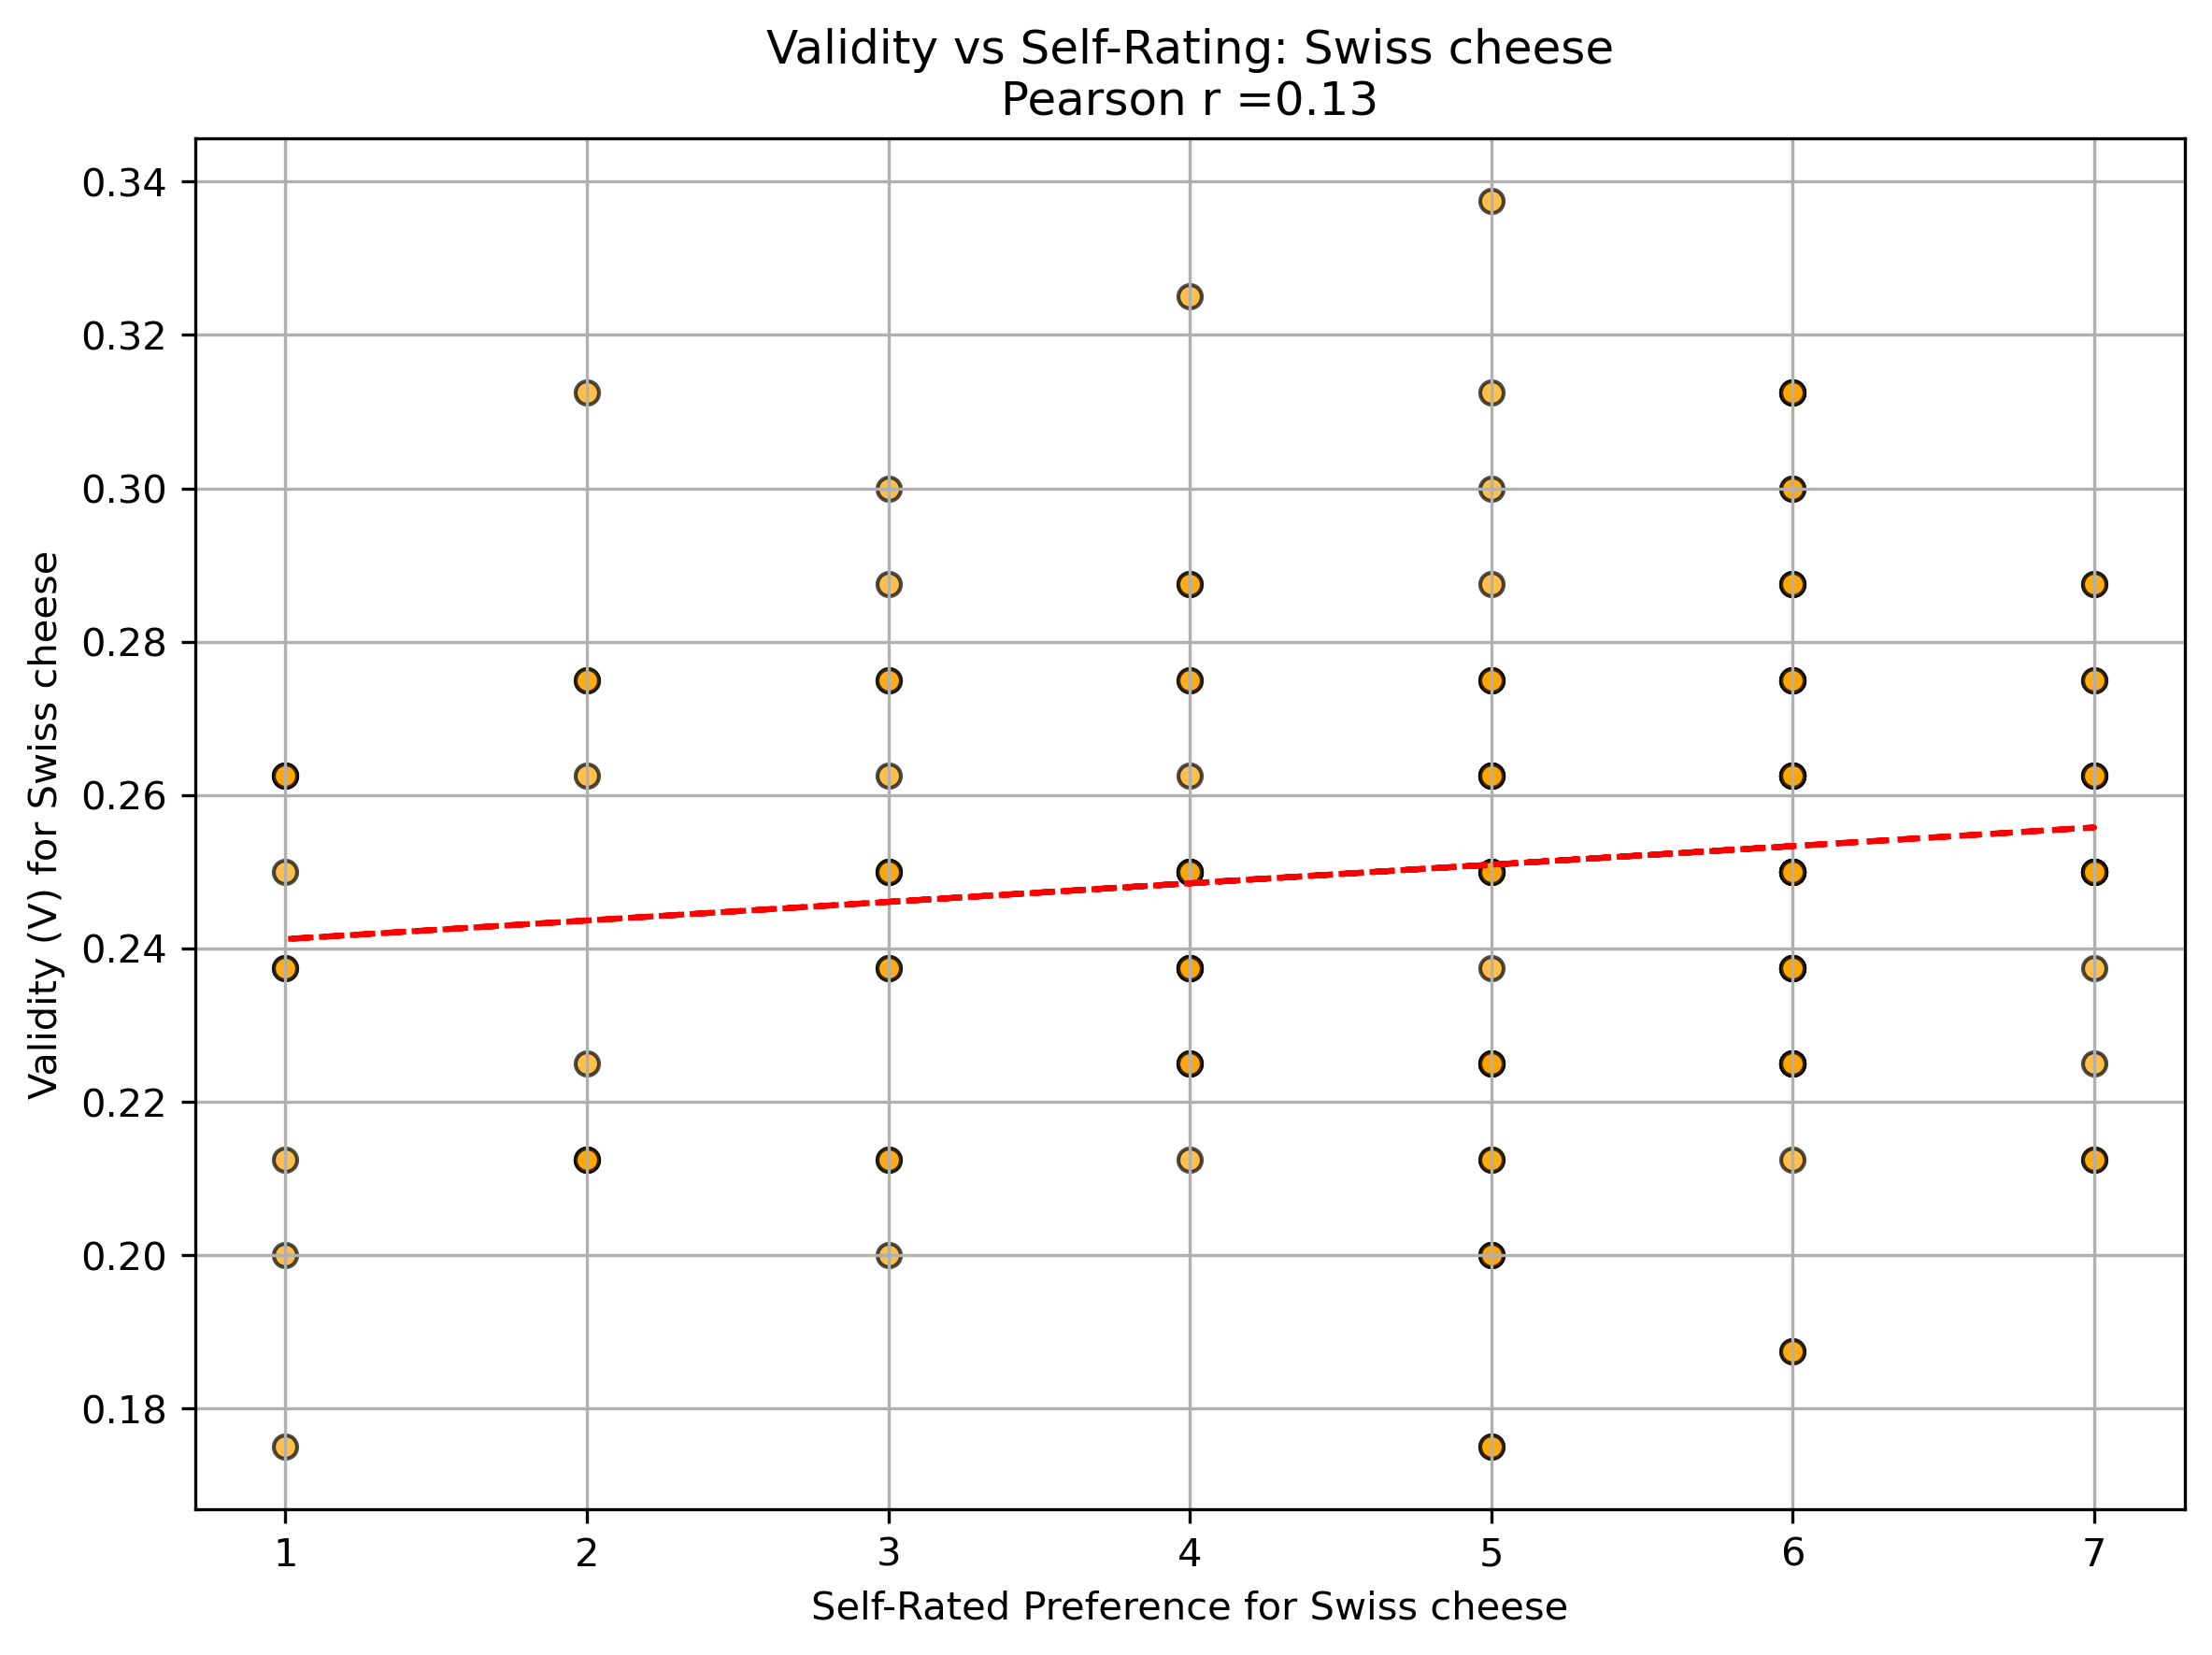 Validity vs Self-Rating: Swiss cheese
Pearson r =0.13
Validity (V) for Swiss cheese
0.34
0.32
0.30
0.28
0.26
0.24
0.22
0.20
0.18
1 2 3 4 5 6 7
Self-Rated Preference for Swiss cheese